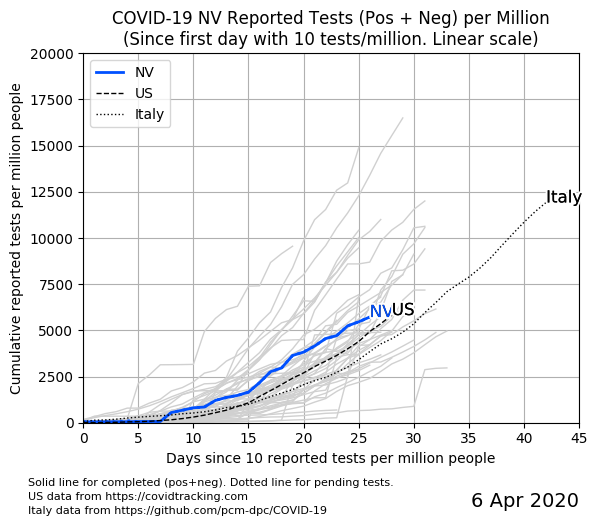 COVID-19 NV Reported Tests (Pos + Neg) per Million
(Since first day with 10 tests/million. Linear scale)
Cumulative reported tests per million people
20000
17500
15000
12500
10000
7500
5000
2500
0
NV
US
Italy
Italy
NV
US
0 5 10 15 20 25 30 35 40 45
Days since 10 reported tests per million people
Solid line for completed (pos+neg). Dotted line for pending tests.
US data from https://covidtracking.com
Italy data from https://github.com/pcm-dpc/COVID-19
6 Apr 2020